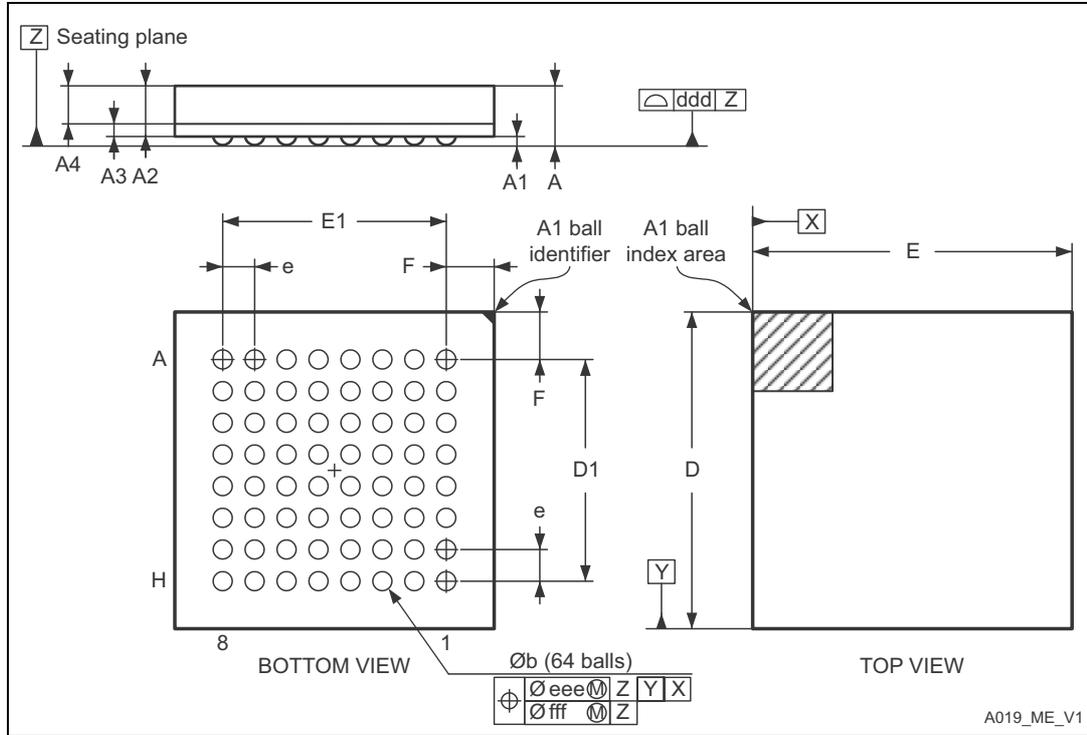 Z Seating plane
ddd Z
A4
A3
A2
A1
A
E1
e
F
A1 ball
identifier
A1 ball
index area
X
E
A
F
D1
D
e
H
Y
8
1
BOTTOM VIEW
Øb (64 balls)
TOP VIEW
Ø eee Ⓜ Z Y X
Ø fff Ⓜ Z
A019_ME_V1